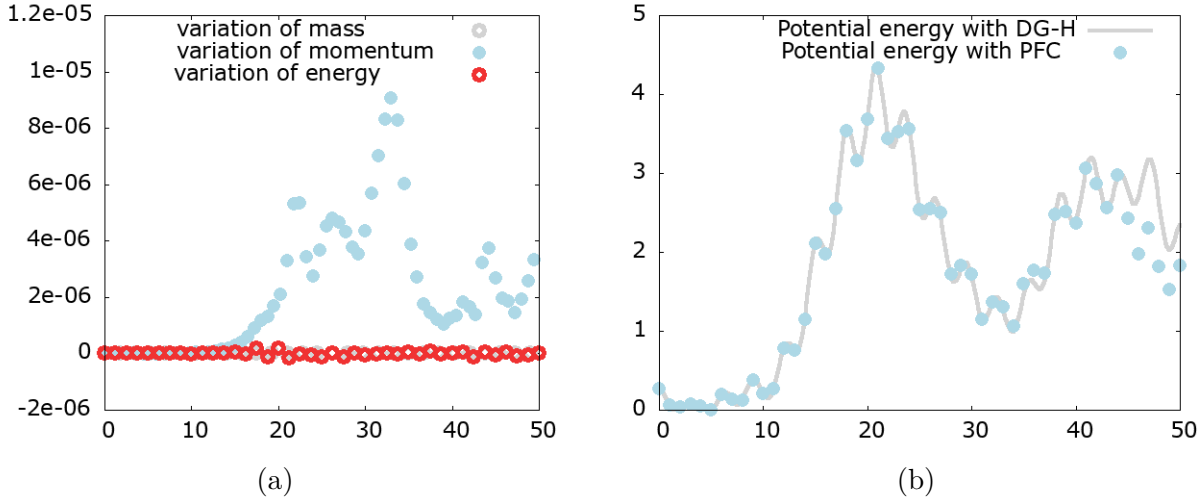 1.2e-05
1e-05
8e-06
6e-06
4e-06
2e-06
0
-2e-06
variation of mass
variation of momentum
variation of energy
0 10 20 30 40 50
(a)
5
4
3
2
1
0
Potential energy with DG-H
Potential energy with PFC
0 10 20 30 40 50
(b)